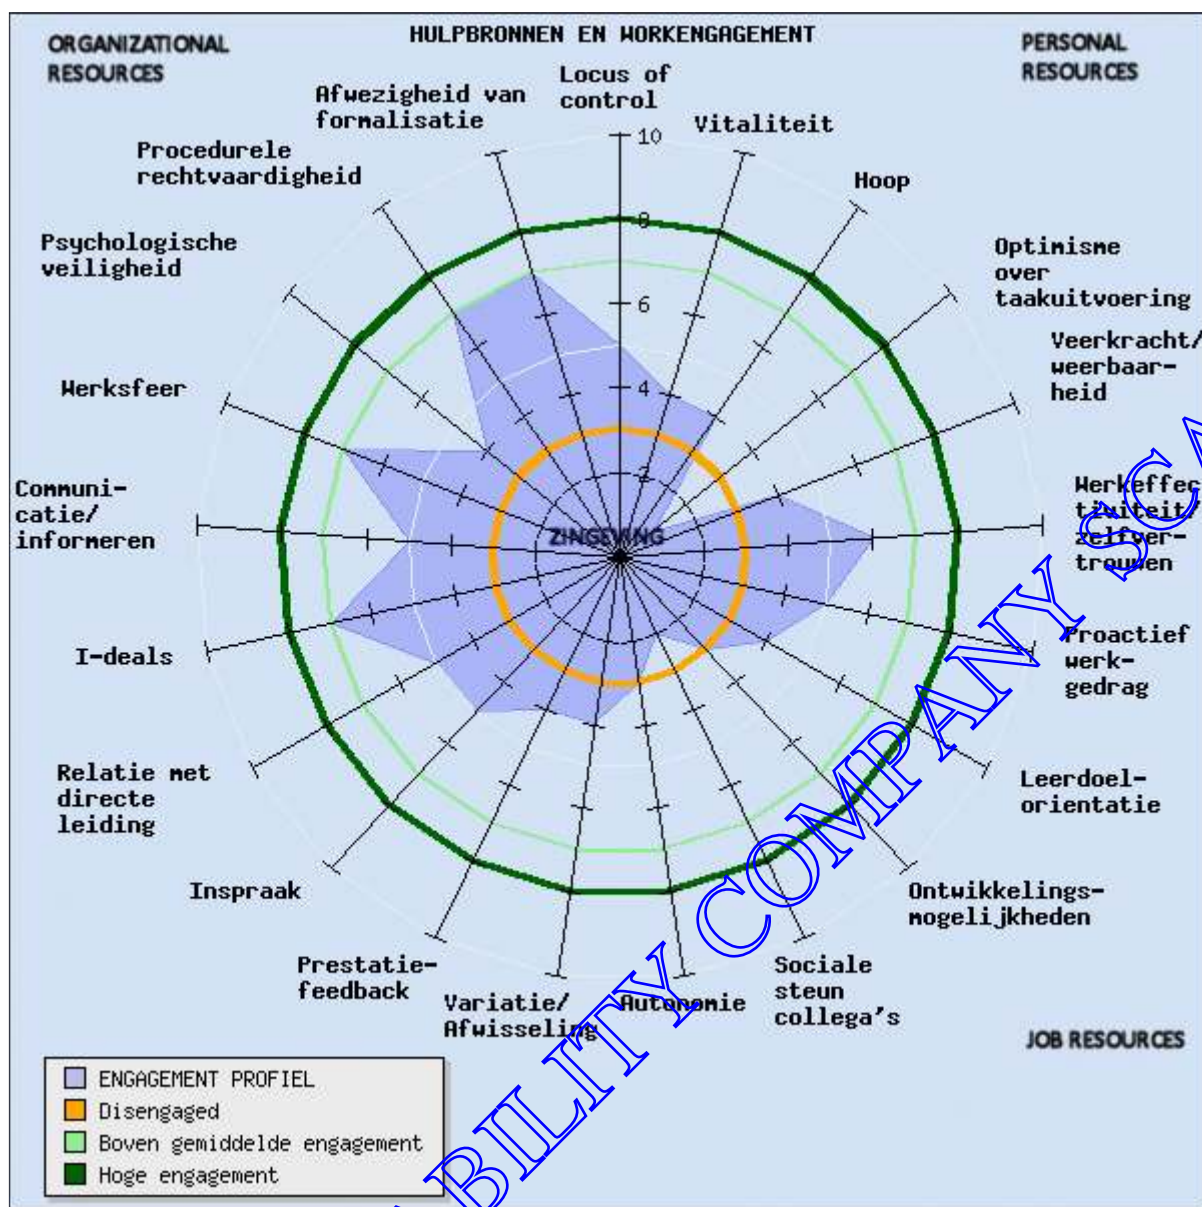 HULPBRONNEN EN WORKENGAGEMENT
ORGANIZATIONAL
RESOURCES
PERSONAL
RESOURCES
Locus of
control
Vitaliteit
Hoop
Optimisme
over
taakuitvoering
Veerkracht/
weerbaar-
heid
Werkeffec
tiviteit/
zelfver-
trouwen
Proactief
werk-
gedrag
Leerdoel-
orientatie
Ontwikkelings-
mogelijkheden
Sociale
steun
collega's
Autonomie
Variatie/
Afwisseling
Prestatie-
feedback
Inspraak
Relatie met
directe
leiding
I-deals
Communi-
catie/
informeren
Werksfeer
Psychologische
veiligheid
Procedurele
rechtvaardigheid
Afwezigheid van
formalisatie
10
8
6
4
2
ZINGEVING
JOB RESOURCES
ENGAGEMENT PROFIEL
Disengaged
Boven gemiddelde engagement
Hoge engagement
BILITY COMPANY SCA